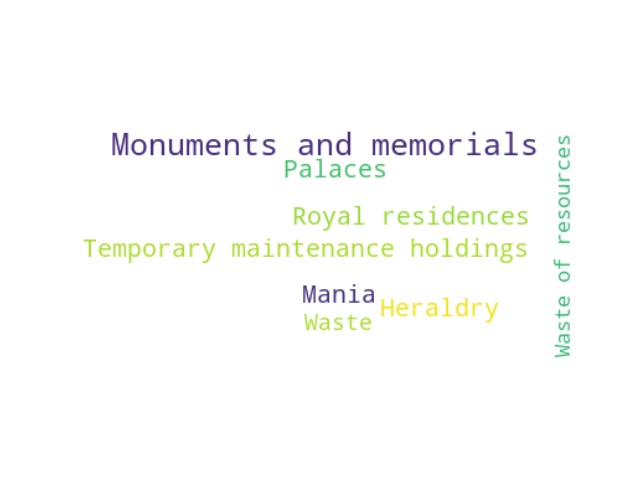 Monuments and memorials
Palaces
Royal residences
Temporary maintenance holdings
Mania
Heraldry
Waste
Waste of resources